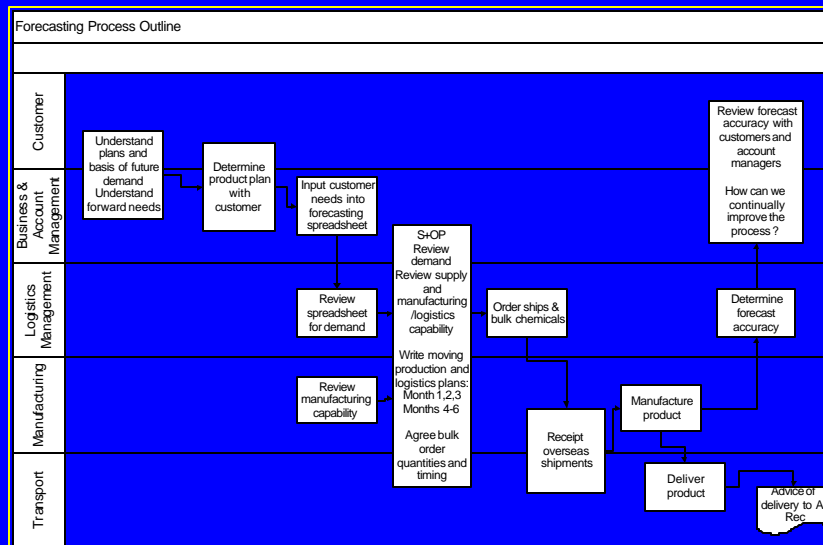 Forecasting Process Outline
Customer
Business &
Account
Management
Logistics
Management
Manufacturing
Transport
Understand
plans and
basis of future
demand
Understand
forward needs
Determine
product plan
with
customer
Input customer
needs into
forecasting
spreadsheet
Review
spreadsheet
for demand
Review
manufacturing
capability
S+OP
Review
demand
Review supply
and
manufacturing
/logistics
capability
Write moving
production and
logistics plans:
Month 1,2,3
Months 4-6
Agree bulk
order
quantities and
timing
Order ships &
bulk chemicals
Receipt
overseas
shipments
Manufacture
product
Deliver
product
Advice of
delivery to A
Rec
Determine
forecast
accuracy
Review forecast
accuracy with
customers and
account
managers
How can we
continually
improve the
process ?